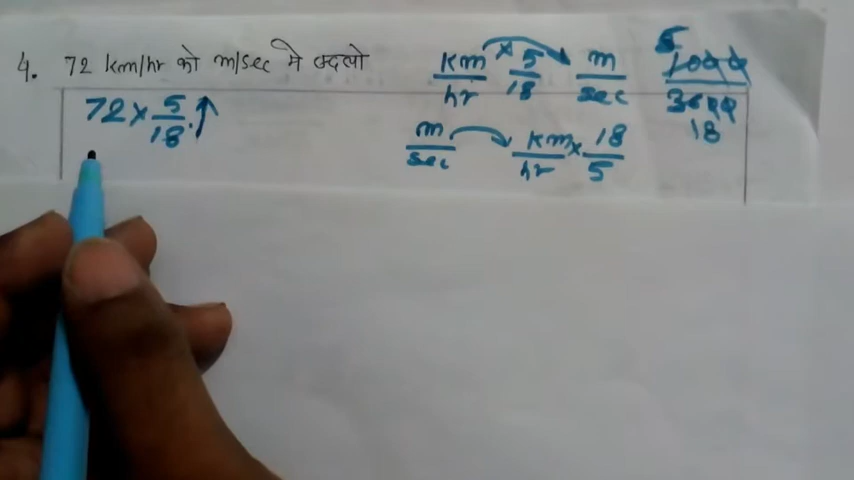 4. 72 km/hr को m/sec मे बदलो
72 × 5/18 ↑
km/hr × 5/18 m/sec
1000/3600
5
18
m/sec km/hr × 18/5